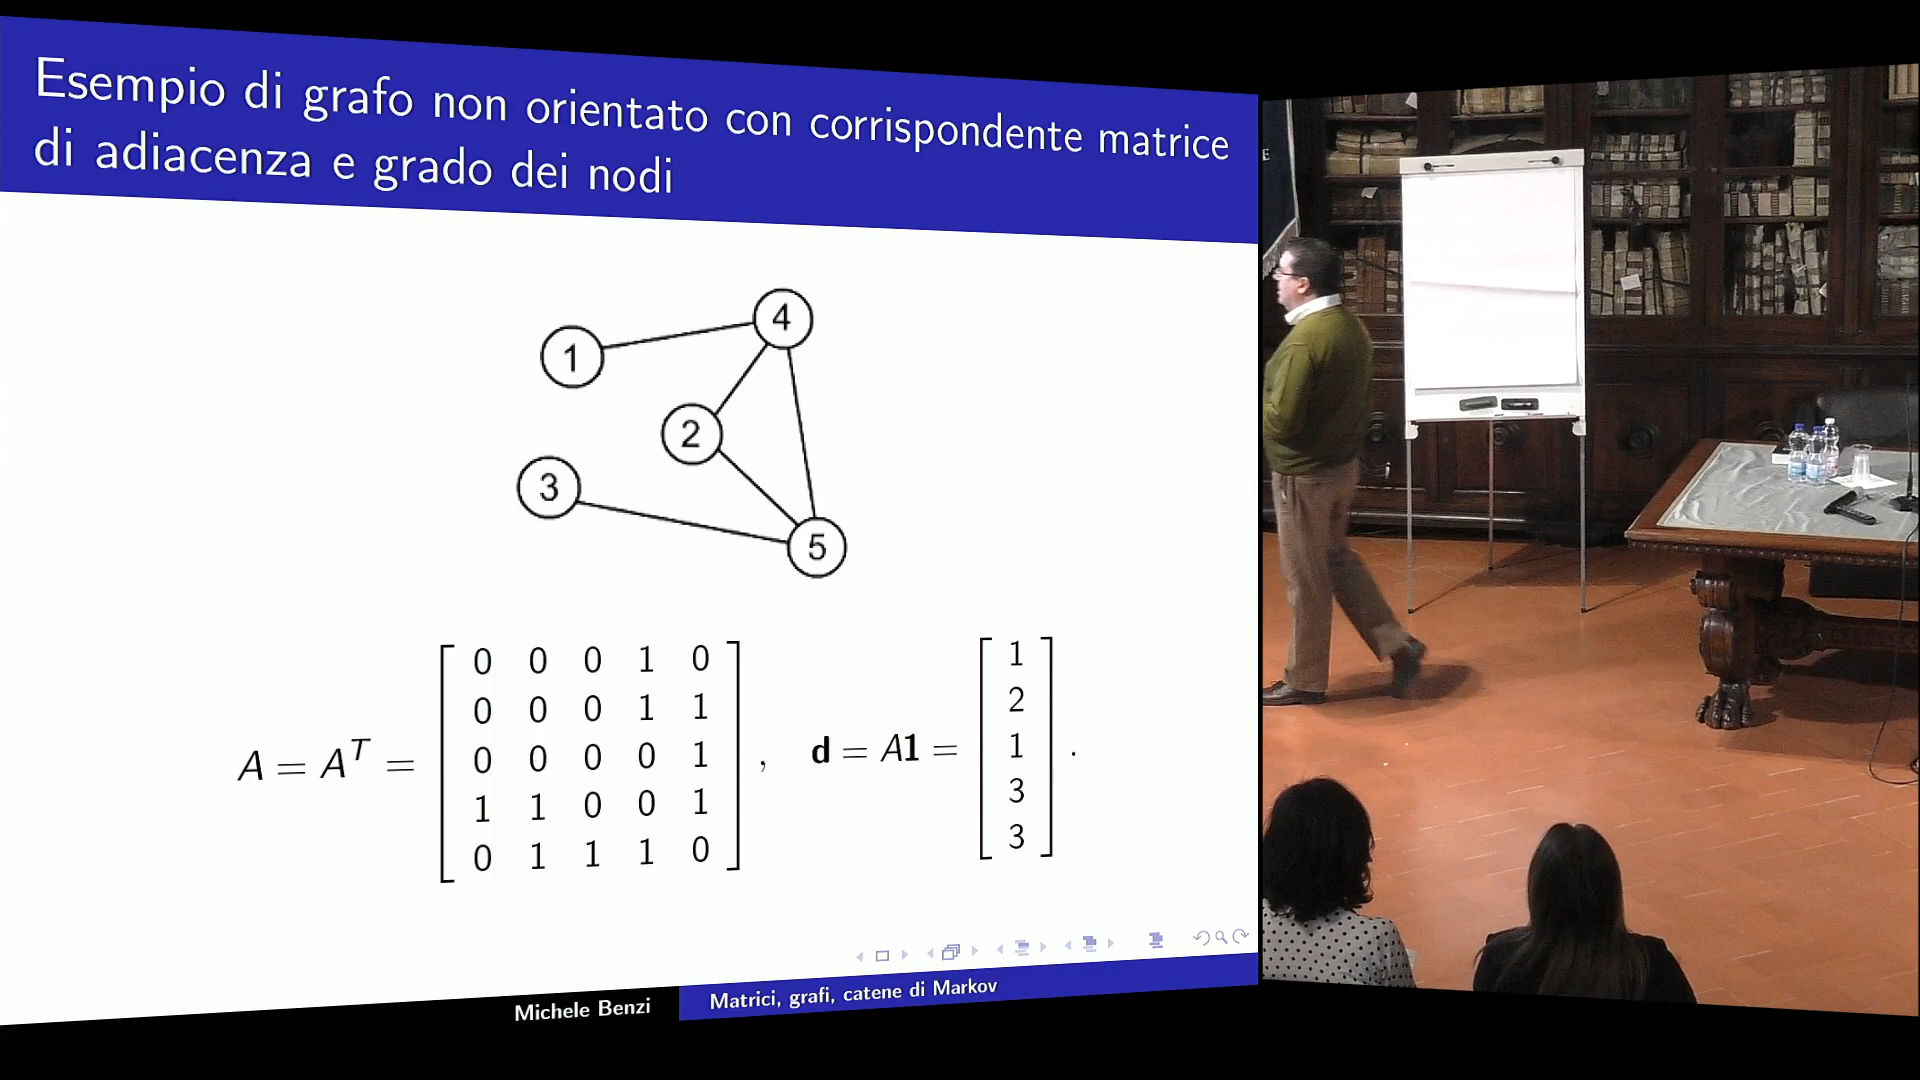 Esempio di grafo non orientato con corrispondente matrice
di adiacenza e grado dei nodi
4
1
2
3
5
0 0 0 1 0
0 0 0 1 1
A = Aᵀ = 0 0 0 0 1 , d = A1 =
1 1 0 0 1
0 1 1 1 0
1
2
1
3
3
.
Michele Benzi Matrici, grafi, catene di Markov
E